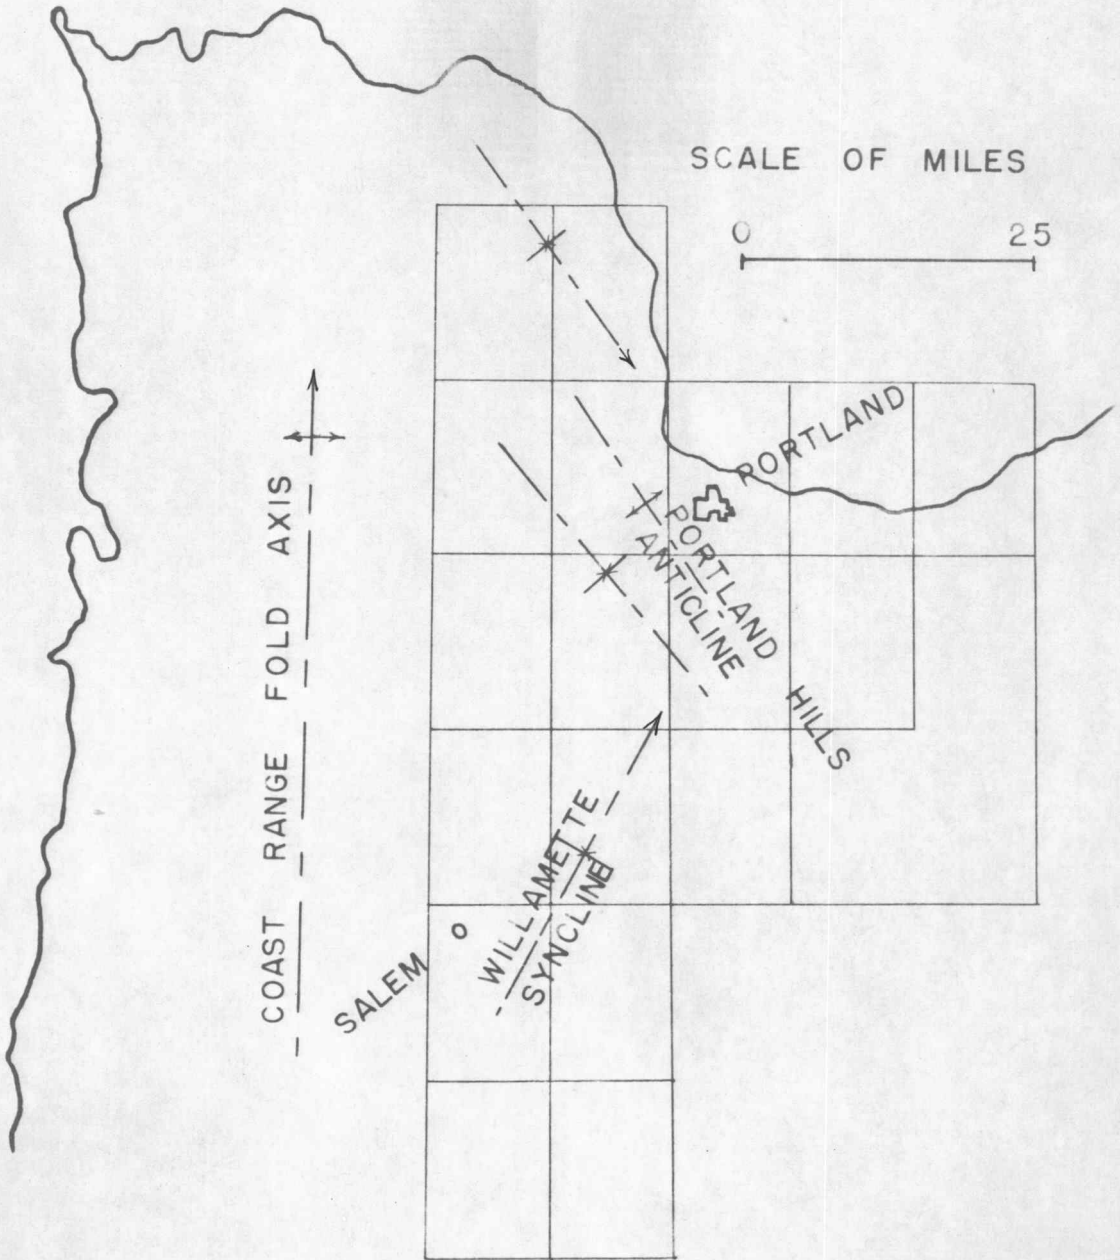 SCALE OF MILES
0 25
PORTLAND
PORTLAND HILLS
ANTICLINE
COAST RANGE FOLD AXIS
WILLAMETTE
SYNCLINE
SALEM